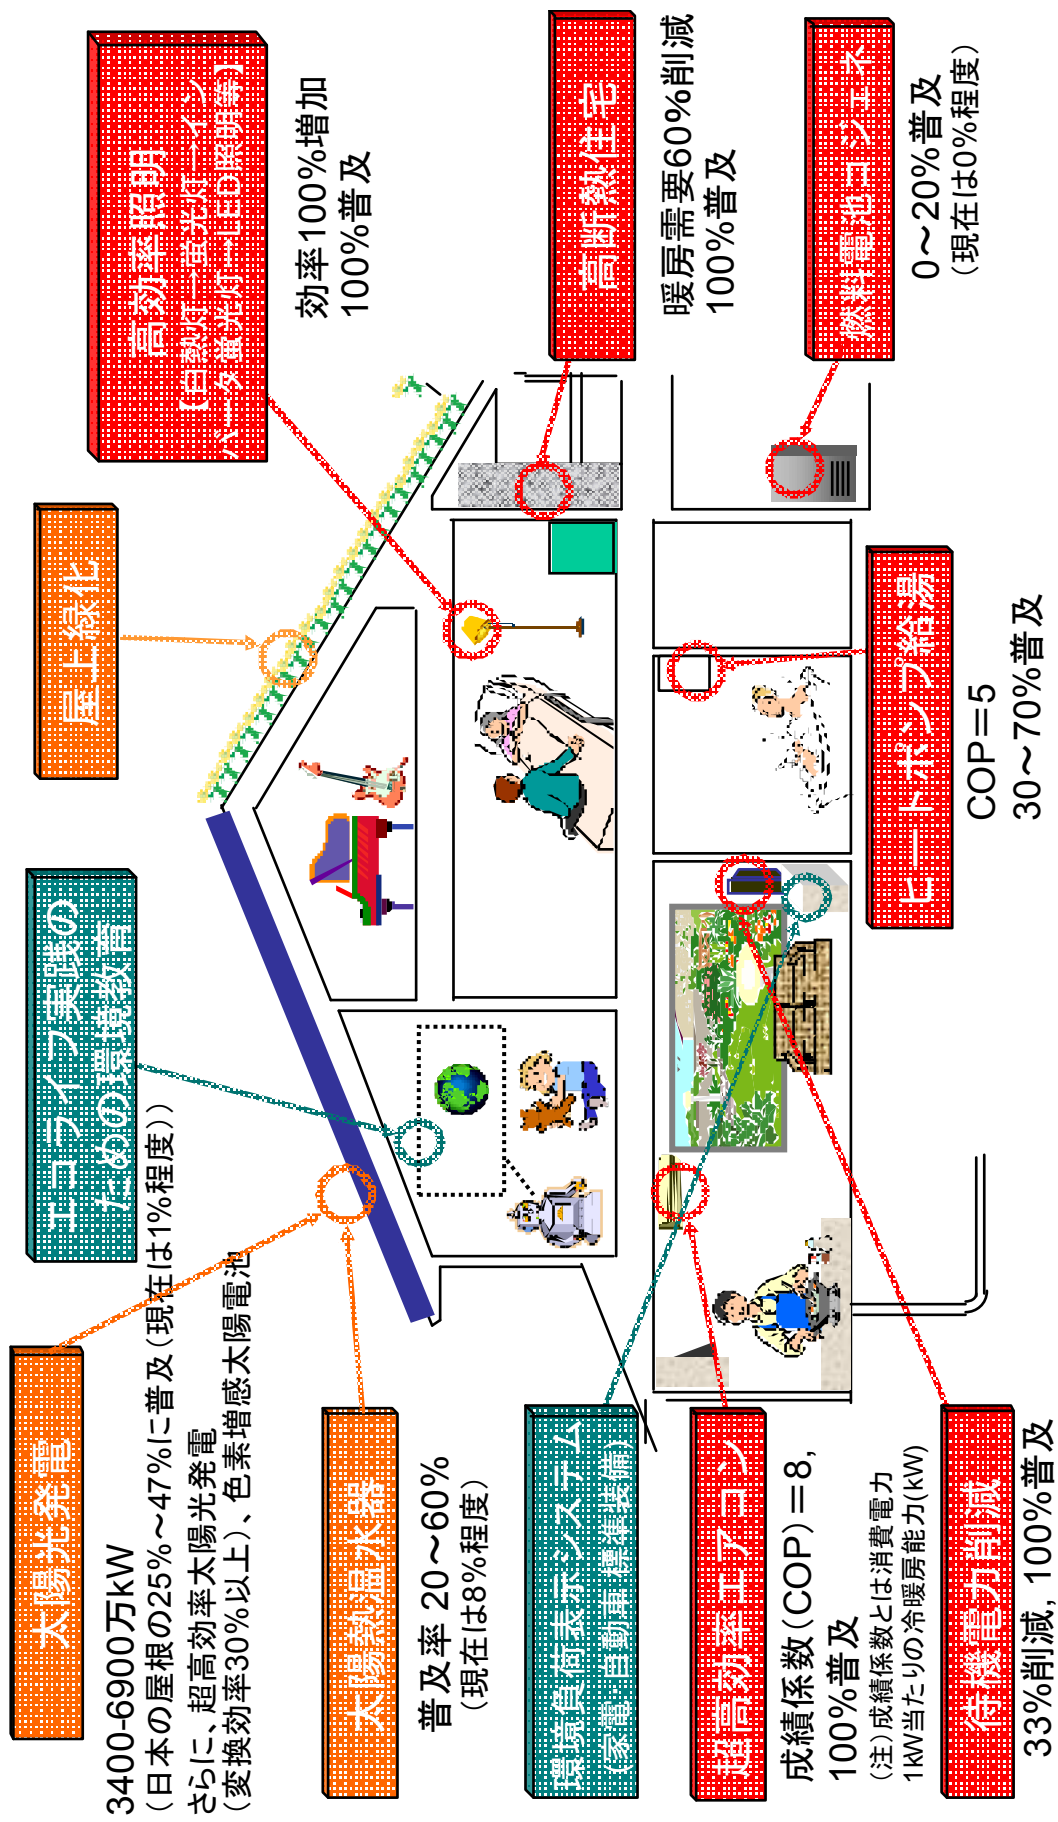 太陽光発電
3400-6900万kW
（日本の屋根の25%～47%に普及（現在は1%程度））
さらに、超高効率太陽光発電
（変換効率30%以上）、色素増感太陽電池
エコライフ実践の
ための環境教育
屋上緑化
高効率照明
【白熱灯→蛍光灯→イン
バータ蛍光灯→LED照明等】
効率100%増加
100%普及
太陽熱温水器
普及率 20～60%
（現在は8%程度）
高断熱住宅
暖房需要60%削減
100%普及
環境負荷表示システム
（家電・自動車 標準装備）
超高効率エアコン
成績係数（COP）＝8,
100%普及
（注）成績係数とは消費電力
1kW当たりの冷暖房能力(kW)
燃料電池コジェネ
0～20%普及
（現在は0%程度）
ヒートポンプ給湯
COP＝5
30～70%普及
待機電力削減
33%削減, 100%普及